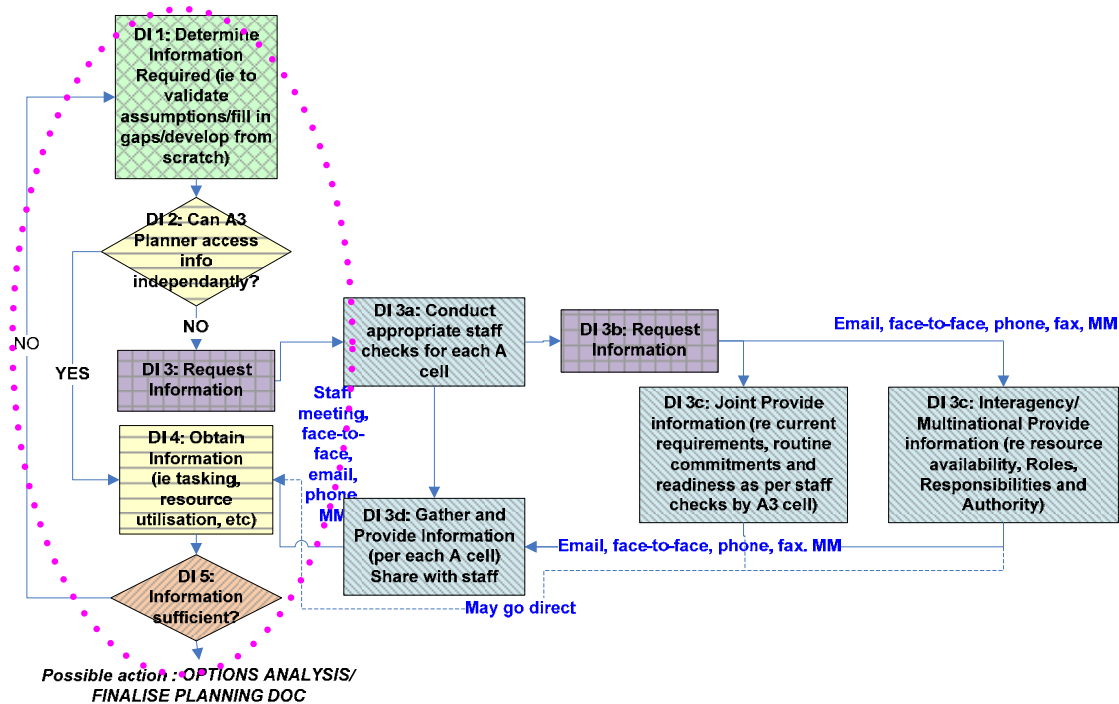 DI 1: Determine
Information
Required (ie to
validate
assumptions/fill in
gaps/develop from
scratch)
DI 2: Can A3
Planner access
info
independantly?
NO
YES
NO
DI 3: Request
Information
DI 3a: Conduct
appropriate staff
checks for each A
cell
DI 3b: Request
Information
Email, face-to-face, phone, fax, MM
Staff
meeting,
face-to-
face,
email,
phone
MM
DI 3c: Joint Provide
information (re current
requirements, routine
commitments and
readiness as per staff
checks by A3 cell)
DI 3c: Interagency/
Multinational Provide
information (re resource
availability, Roles,
Responsibilities and
Authority)
DI 4: Obtain
Information
(ie tasking,
resource
utilisation, etc)
DI 3d: Gather and
Provide Information
(per each A cell)
Share with staff
Email, face-to-face, phone, fax. MM
May go direct
DI 5:
Information
sufficient?
Possible action : OPTIONS ANALYSIS/
FINALISE PLANNING DOC